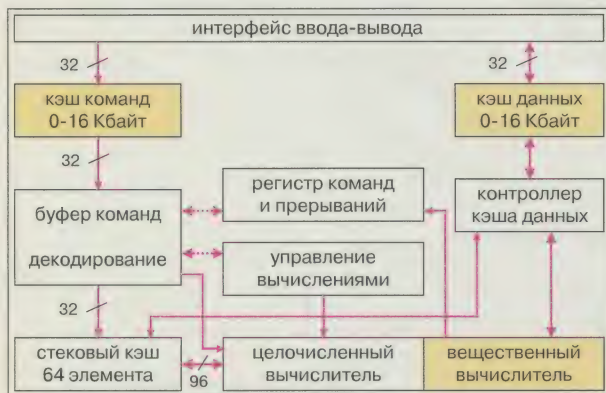 интерфейс ввода-вывода
32
32
кэш команд
0-16 Кбайт
кэш данных
0-16 Кбайт
32
буфер команд
декодирование
регистр команд
и прерываний
контроллер
кэша данных
управление
вычислениями
32
стековый кэш
64 элемента
96
целочисленный
вычислитель
вещественный
вычислитель